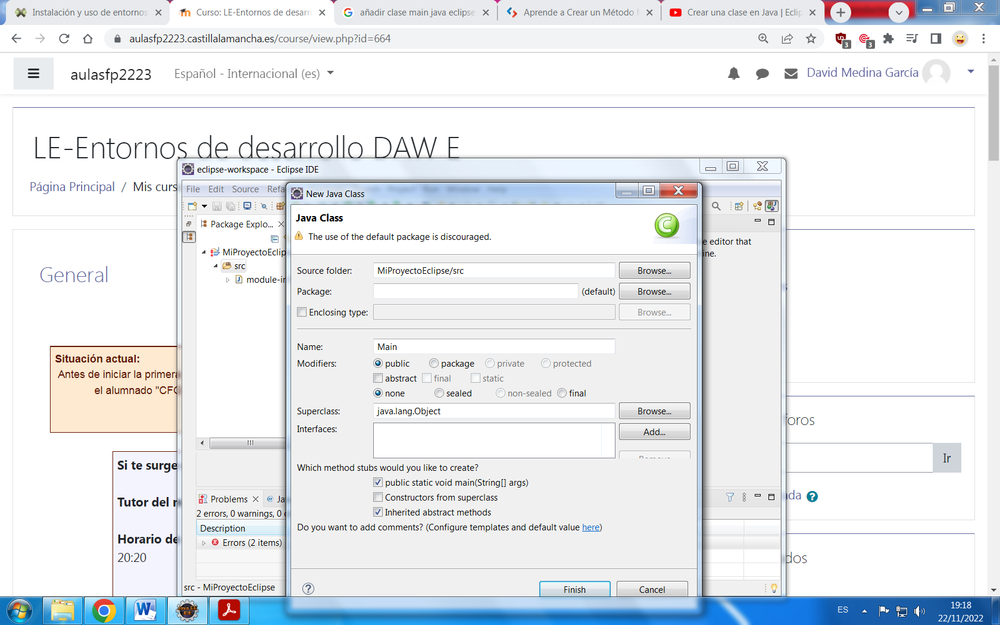 Instalación y uso de entornos
Curso: LE-Entornos de desarr
añadir clase main java eclipse
Aprende a Crear un Método
Crear una clase en Java | Eclip
aulasfp2223.castillalamancha.es/course/view.php?id=664
3
3
aulasfp2223
Español - Internacional (es)
David Medina García
LE-Entornos de desarrollo DAW E
Página Principal / Mis curs
General
Situación actual:
Antes de iniciar la primera
el alumnado "CFG
Si te surge
Tutor del
Horario de
20:20
foros
Ir
ada
dos
eclipse-workspace - Eclipse IDE
File Edit Source Refa
Package Explo...
MiProyectoEclip
src
module-in
e editor that
ine.
Problems
@ Ja
2 errors, 0 warnings, 0
Description
Errors (2 items)
src - MiProyectoEclipse
New Java Class
Java Class
The use of the default package is discouraged.
Source folder: MiProyectoEclipse/src Browse...
Package: (default) Browse...
Enclosing type: Browse...
Name: Main
Modifiers: public package private protected
abstract final static
none sealed non-sealed final
Superclass: java.lang.Object Browse...
Interfaces: Add...
Remove
Which method stubs would you like to create?
public static void main(String[] args)
Constructors from superclass
Inherited abstract methods
Do you want to add comments? (Configure templates and default value here)
Finish Cancel
W
Java EE
IDE
ES
19:18
22/11/2022